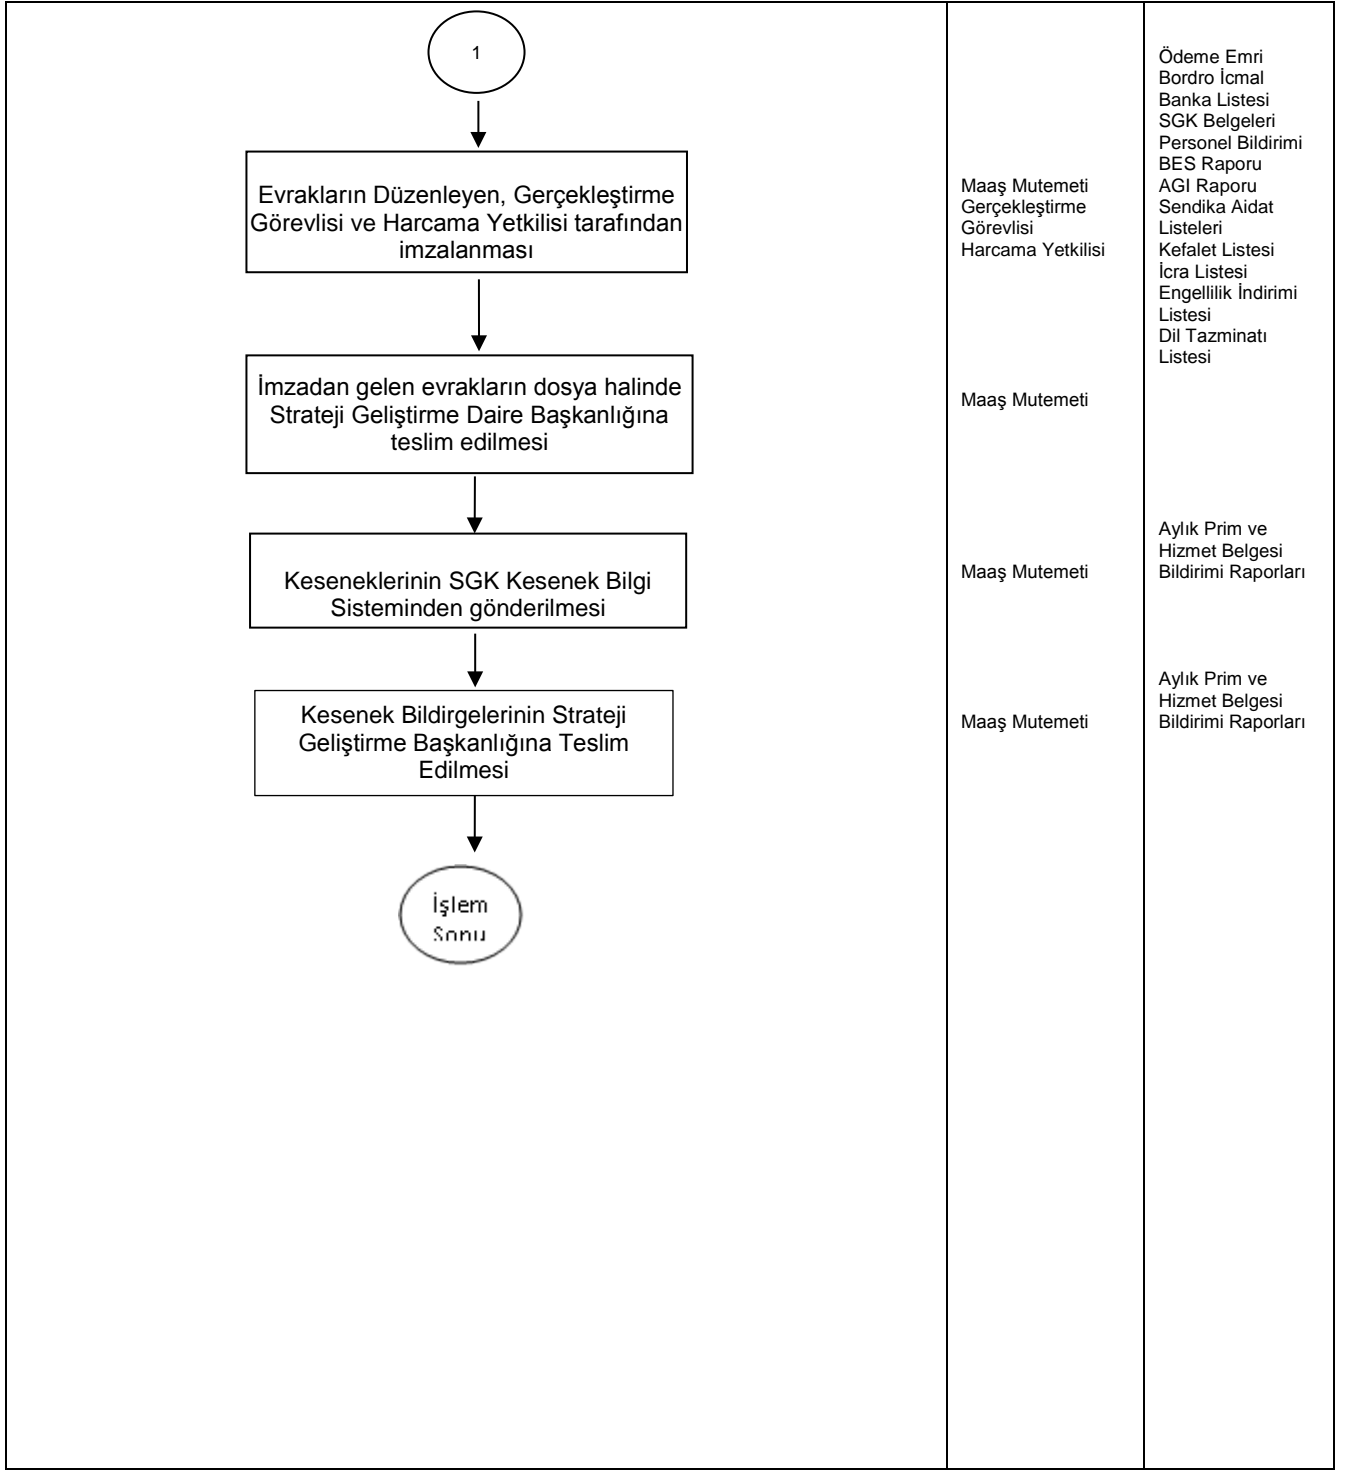 1
Evrakların Düzenleyen, Gerçekleştirme
Görevlisi ve Harcama Yetkilisi tarafından
imzalanması
İmzadan gelen evrakların dosya halinde
Strateji Geliştirme Daire Başkanlığına
teslim edilmesi
Keseneklerinin SGK Kesenek Bilgi
Sisteminden gönderilmesi
Kesenek Bildirgelerinin Strateji
Geliştirme Başkanlığına Teslim
Edilmesi
İşlem
Sonu
Maaş Mutemeti
Gerçekleştirme
Görevlisi
Harcama Yetkilisi
Maaş Mutemeti
Maaş Mutemeti
Maaş Mutemeti
Ödeme Emri
Bordro İcmal
Banka Listesi
SGK Belgeleri
Personel Bildirimi
BES Raporu
AGI Raporu
Sendika Aidat
Listeleri
Kefalet Listesi
İcra Listesi
Engellilik İndirimi
Listesi
Dil Tazminatı
Listesi
Aylık Prim ve
Hizmet Belgesi
Bildirimi Raporları
Aylık Prim ve
Hizmet Belgesi
Bildirimi Raporları